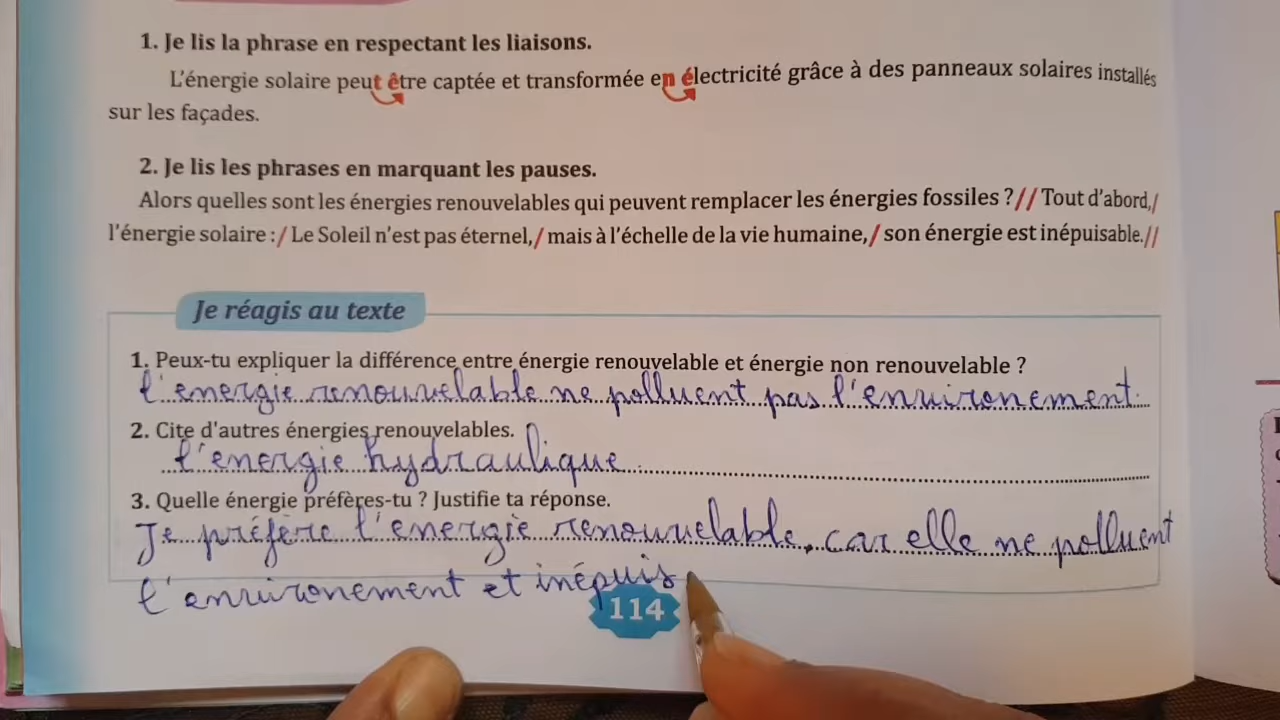 1. Je lis la phrase en respectant les liaisons.
L'énergie solaire peut être captée et transformée en électricité grâce à des panneaux solaires installés
sur les façades.
2. Je lis les phrases en marquant les pauses.
Alors quelles sont les énergies renouvelables qui peuvent remplacer les énergies fossiles ?// Tout d'abord,/
l'énergie solaire :/ Le Soleil n'est pas éternel,/ mais à l'échelle de la vie humaine,/ son énergie est inépuisable.//
Je réagis au texte
1. Peux-tu expliquer la différence entre énergie renouvelable et énergie non renouvelable ?
l'energie renouvelable ne polluent pas l'environement.
2. Cite d'autres énergies renouvelables.
l'energie hydraulique
3. Quelle énergie préfères-tu ? Justifie ta réponse.
Je préfère l'energie renouvelable, car elle ne polluent
l'environement et inépuis
114